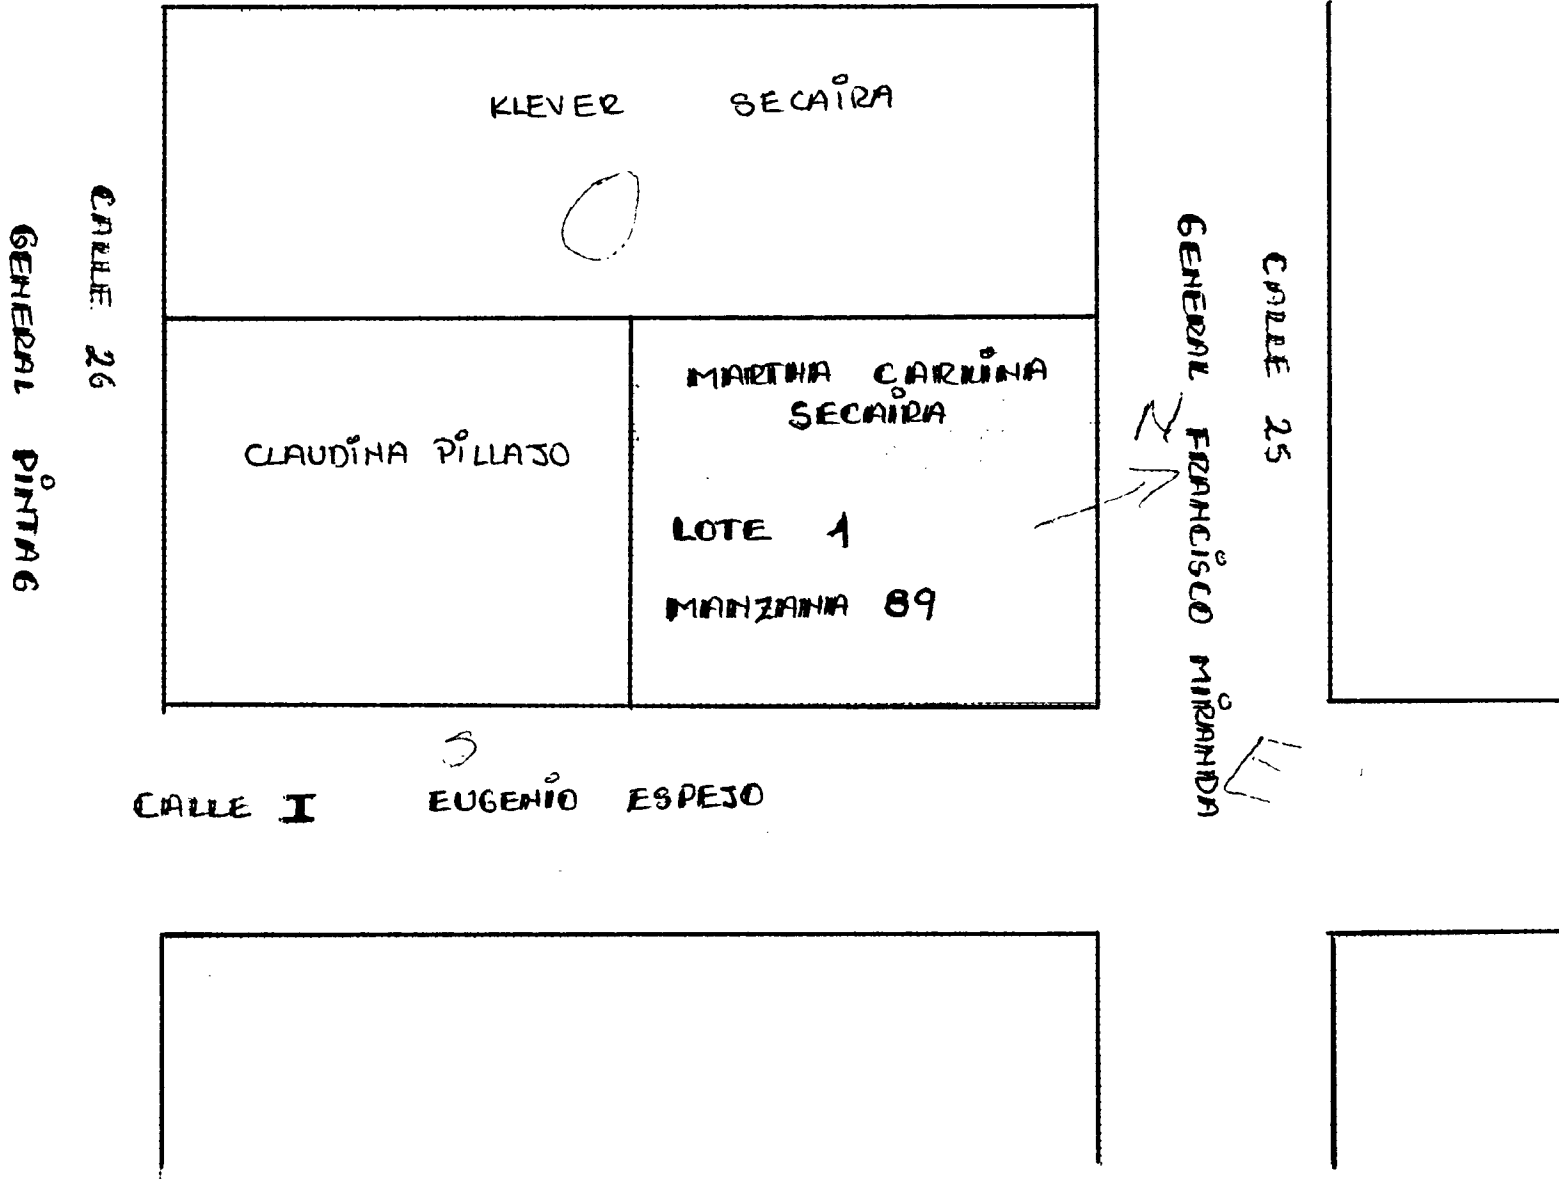 KLEVER SECAIRA
CALLE 26
GENERAL PINTAG
MARTHA CARLINA
SECAIRA
CLAUDINA PILLAJO
LOTE 1
MANZANA 89
CALLE 25
GENERAL FRANCISCO MIRANDA
N
S
E
CALLE I EUGENIO ESPEJO